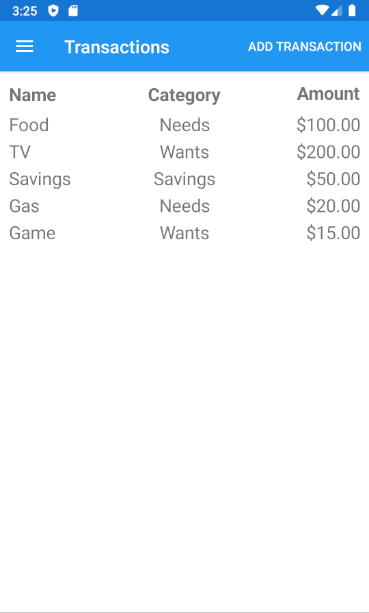 3:25
Transactions ADD TRANSACTION
Name Category Amount
Food Needs $100.00
TV Wants $200.00
Savings Savings $50.00
Gas Needs $20.00
Game Wants $15.00